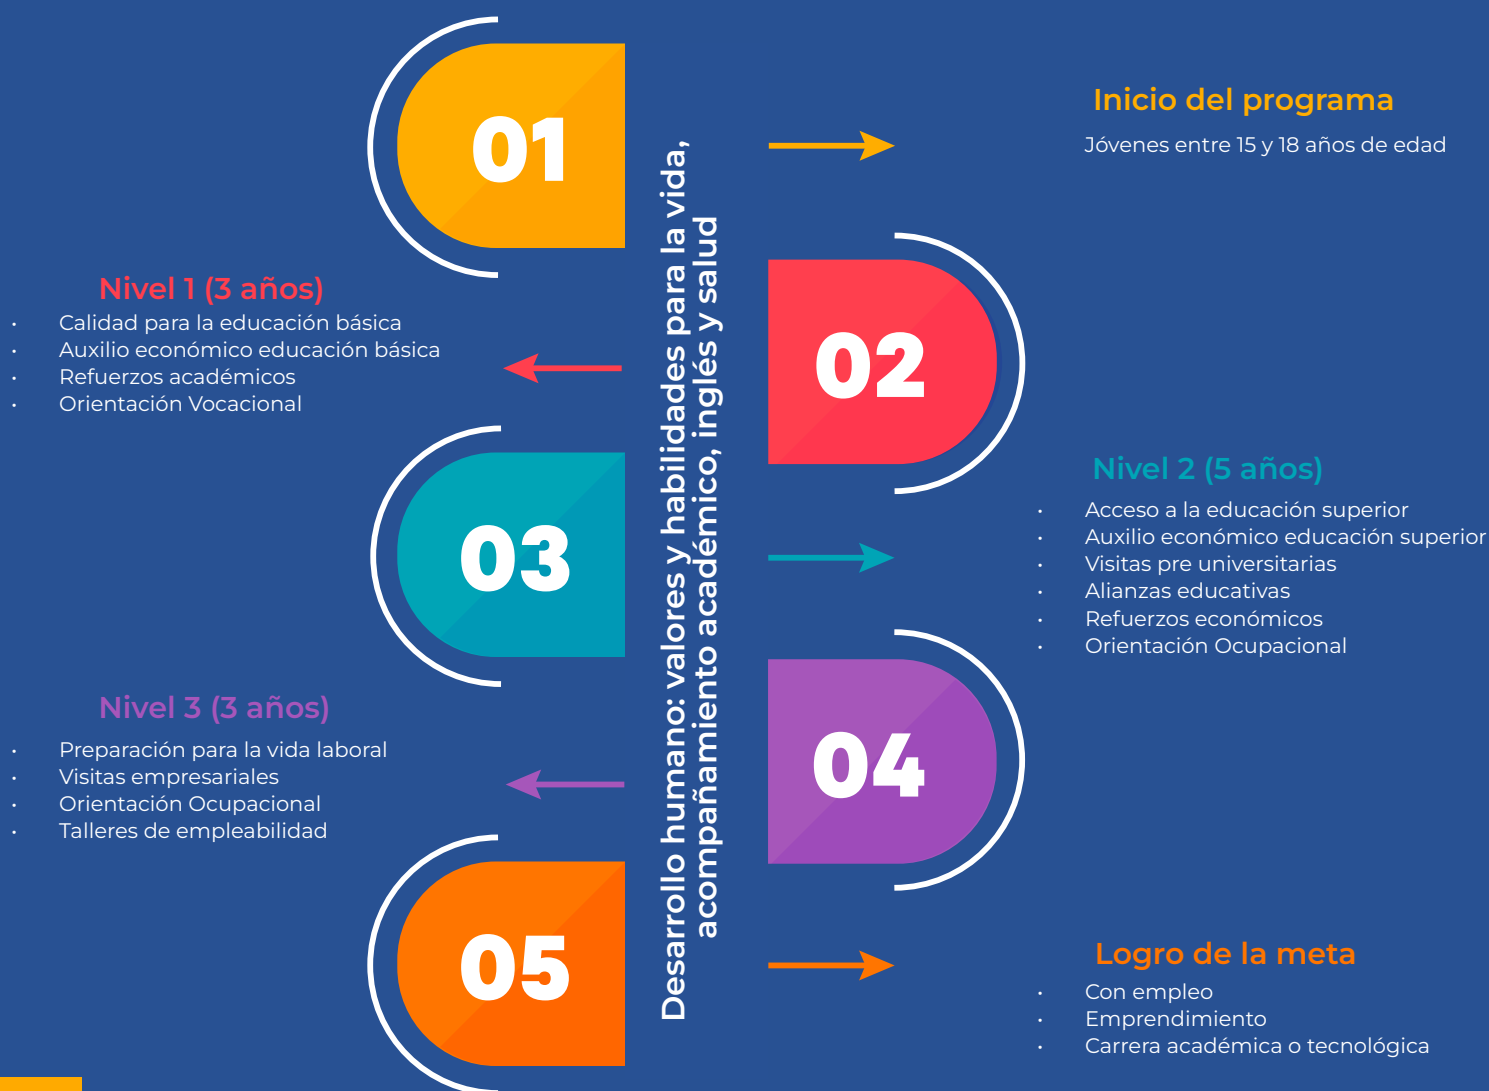 01
Inicio del programa
Jóvenes entre 15 y 18 años de edad
Desarrollo humano: valores y habilidades para la vida,
acompañamiento académico, inglés y salud
02
Nivel 1 (3 años)
• Calidad para la educación básica
• Auxilio económico educación básica
• Refuerzos académicos
• Orientación Vocacional
03
Nivel 2 (5 años)
• Acceso a la educación superior
• Auxilio económico educación superior
• Visitas pre universitarias
• Alianzas educativas
• Refuerzos económicos
• Orientación Ocupacional
04
Nivel 3 (3 años)
• Preparación para la vida laboral
• Visitas empresariales
• Orientación Ocupacional
• Talleres de empleabilidad
05
Logro de la meta
• Con empleo
• Emprendimiento
• Carrera académica o tecnológica